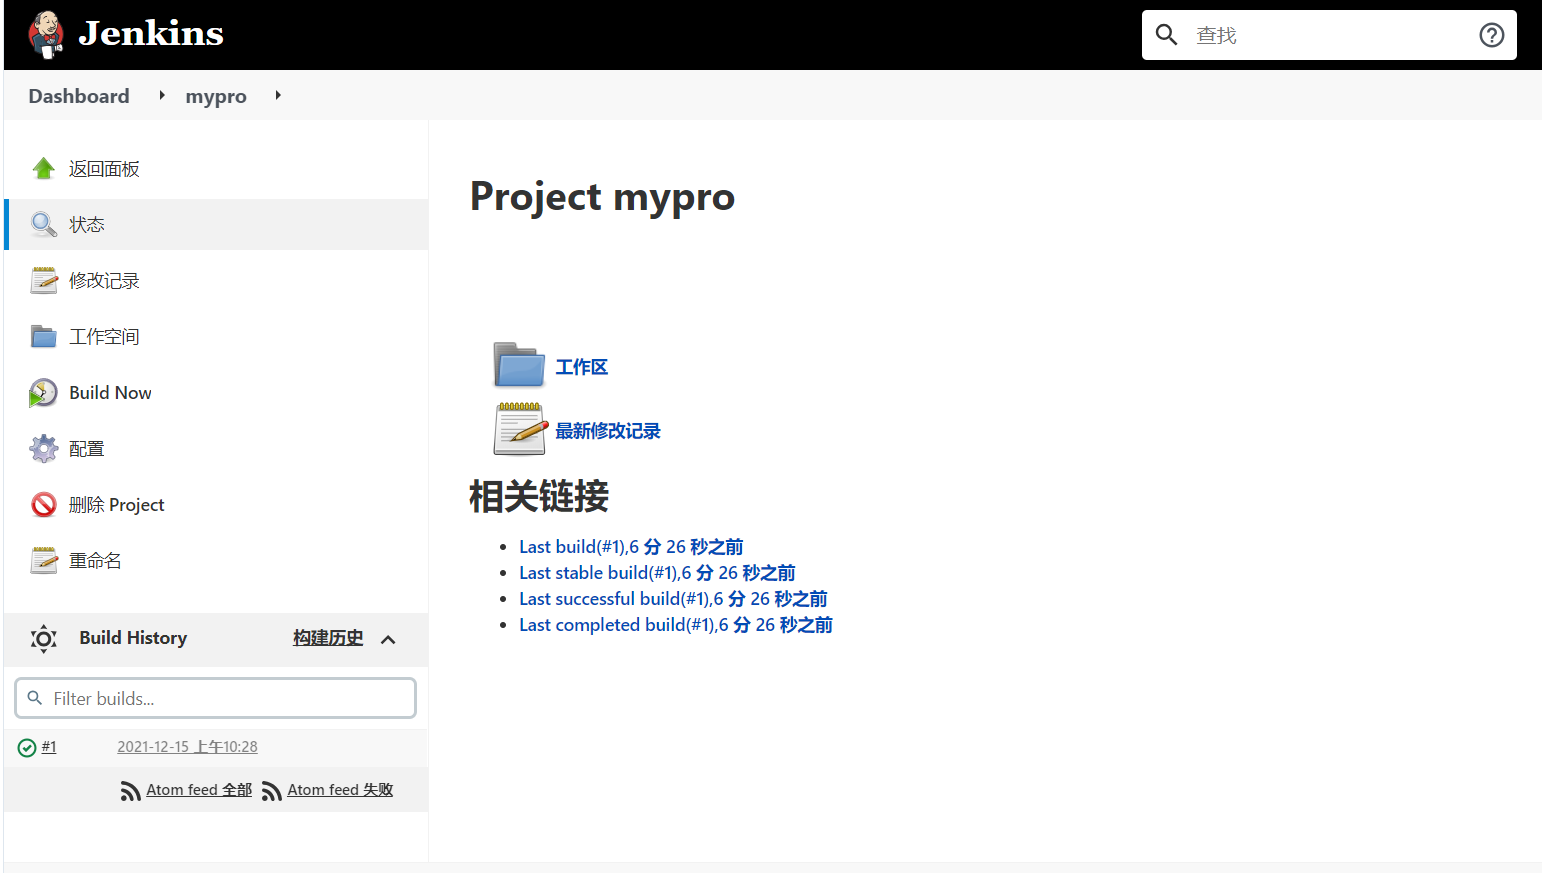 Jenkins
查找
Dashboard
mypro
返回面板
状态
修改记录
工作空间
Build Now
配置
删除 Project
重命名
Build History 构建历史
Filter builds...
#1 2021-12-15 上午10:28
Atom feed 全部 Atom feed 失败
Project mypro
工作区
最新修改记录
相关链接
Last build(#1),6 分 26 秒之前
Last stable build(#1),6 分 26 秒之前
Last successful build(#1),6 分 26 秒之前
Last completed build(#1),6 分 26 秒之前